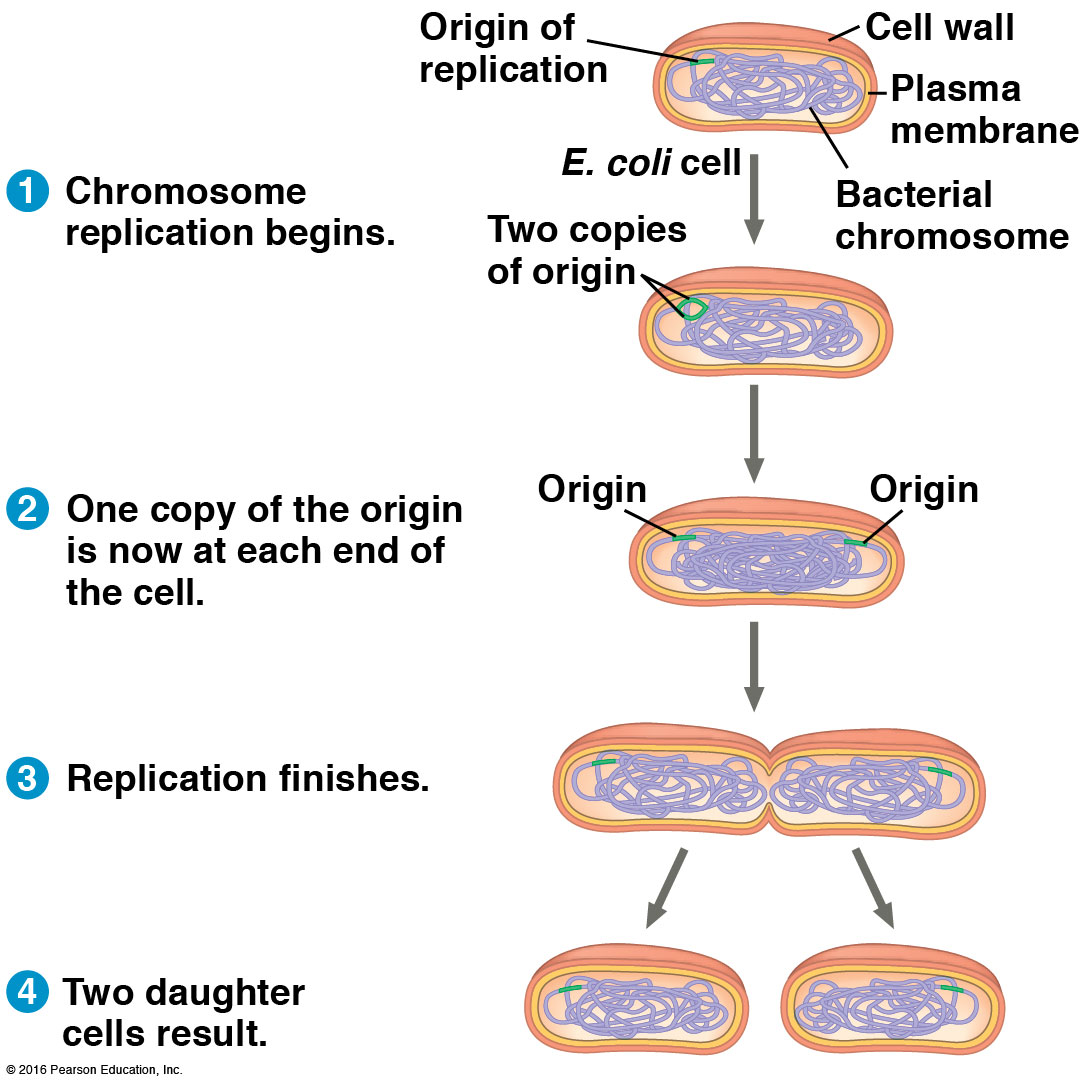 Origin of
replication
Cell wall
Plasma
membrane
E. coli cell
Bacterial
chromosome
1 Chromosome
replication begins.
Two copies
of origin
2 One copy of the origin
is now at each end of
the cell.
Origin
Origin
3 Replication finishes.
4 Two daughter
cells result.
© 2016 Pearson Education, Inc.